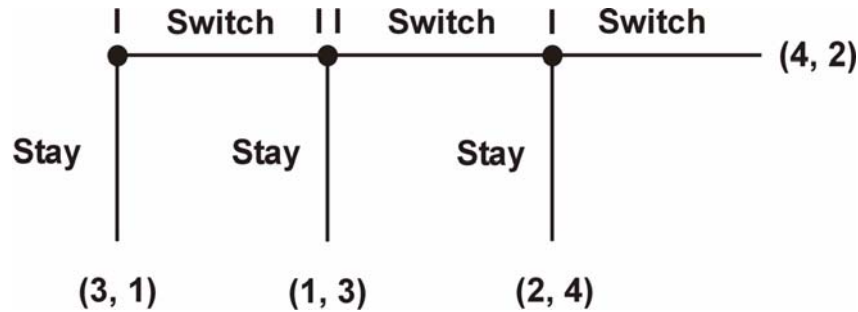 I Switch II Switch I Switch
(4, 2)
Stay Stay Stay
(3, 1) (1, 3) (2, 4)